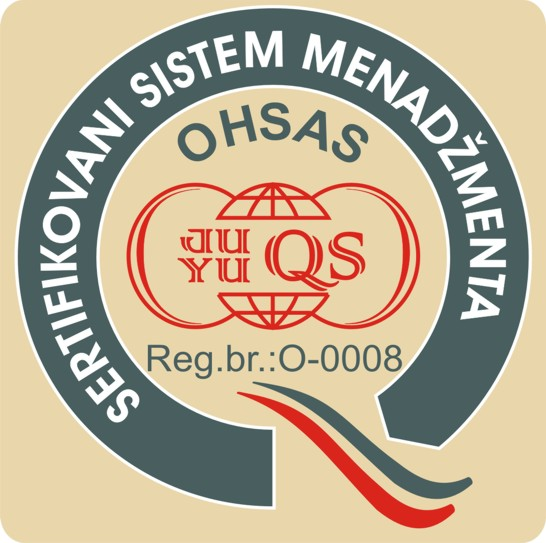 SERTIFIKOVANI SISTEM MENADŽMENTA
OHSAS
JU QS
YU
Reg.br.:O-0008